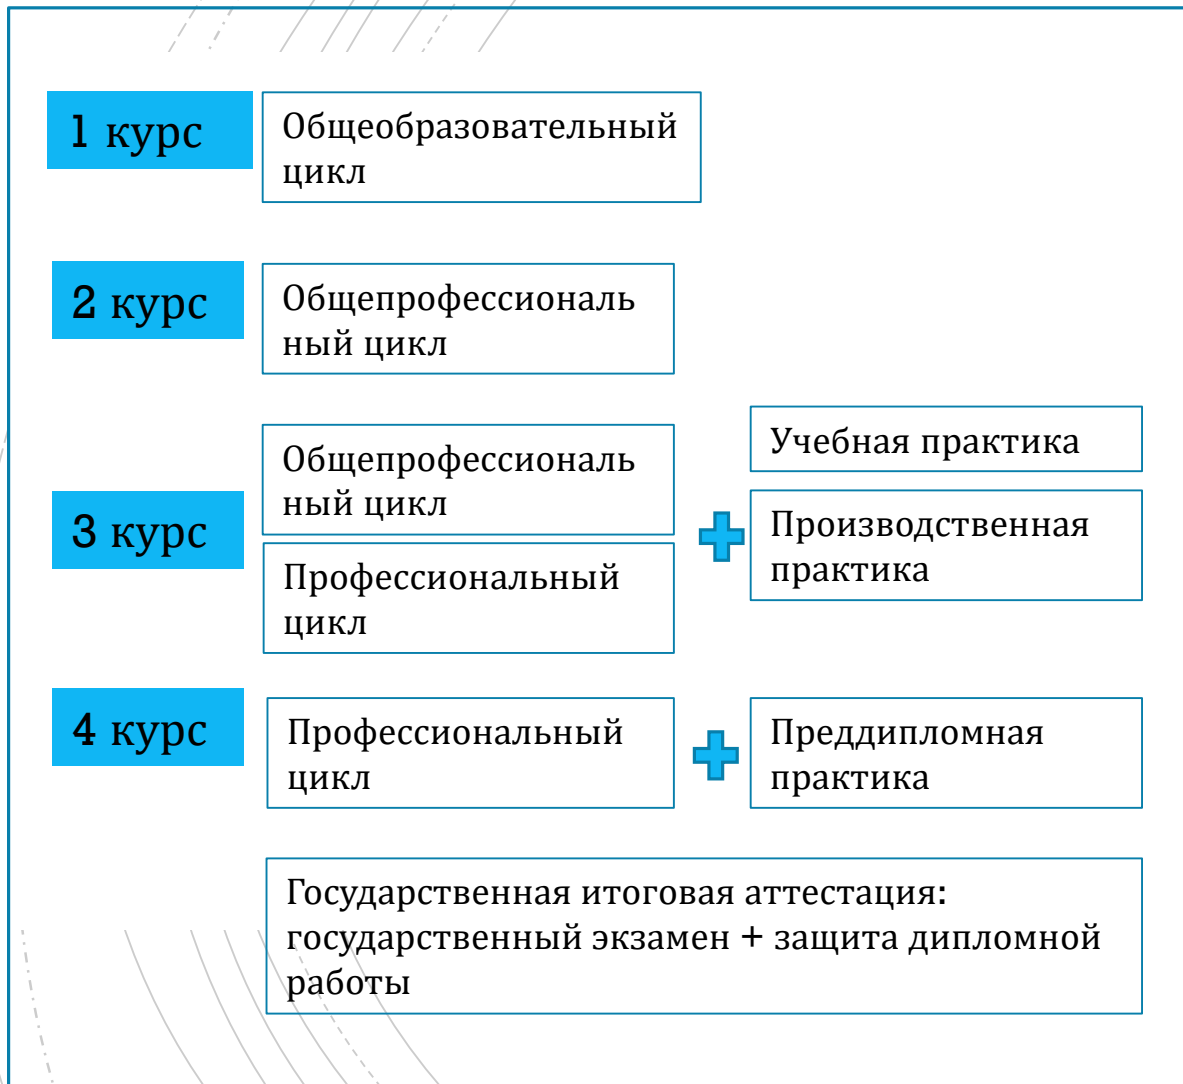 1 курс
Общеобразовательный
цикл
2 курс
Общепрофессиональ
ный цикл
3 курс
Общепрофессиональ
ный цикл
Профессиональный
цикл
Учебная практика
Производственная
практика
4 курс
Профессиональный
цикл
Преддипломная
практика
Государственная итоговая аттестация:
государственный экзамен + защита дипломной
работы